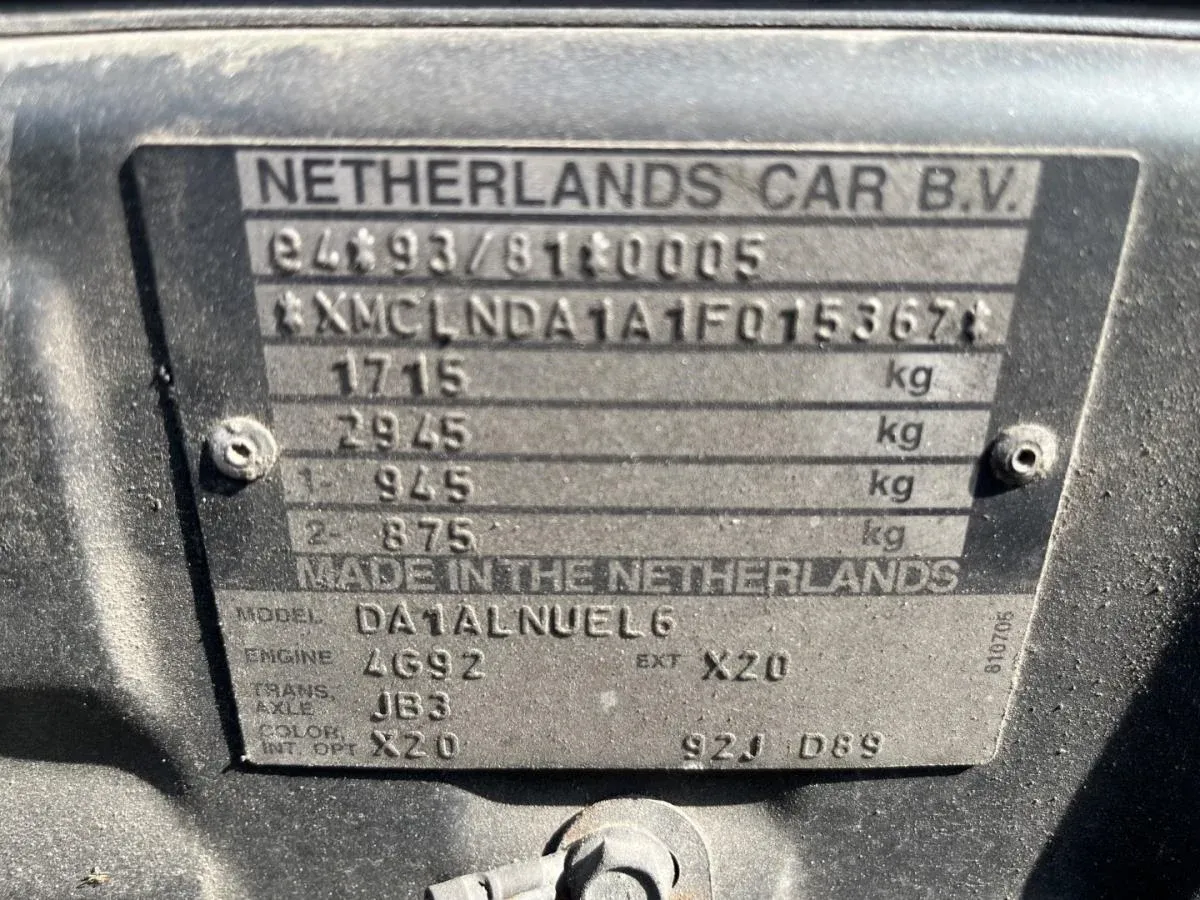 NETHERLANDS CAR B.V.
e4*93/81*0005
*XMCLNDA1A1F015367*
1715 kg
2945 kg
1- 945 kg
2- 875 kg
MADE IN THE NETHERLANDS
MODEL DA1ALNUEL6
ENGINE 4G92 EXT X20
TRANS. AXLE JB3
COLOR, INT. OPT X20 92J D89
810705